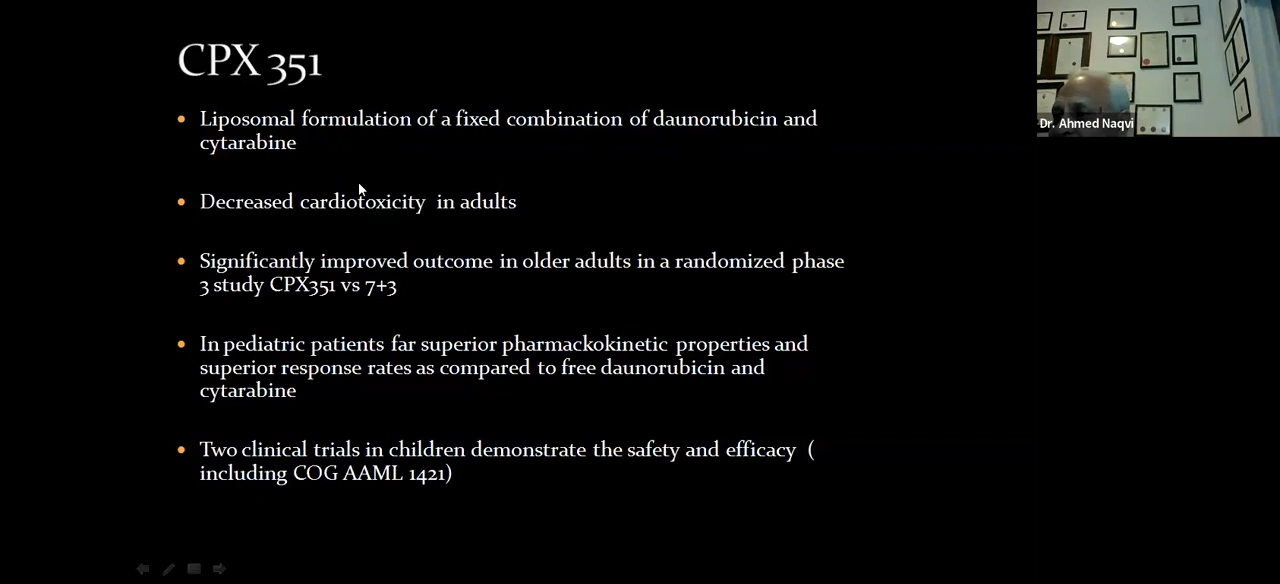 CPX 351
Liposomal formulation of a fixed combination of daunorubicin and
cytarabine
Decreased cardiotoxicity in adults
Significantly improved outcome in older adults in a randomized phase
3 study CPX351 vs 7+3
In pediatric patients far superior pharmackokinetic properties and
superior response rates as compared to free daunorubicin and
cytarabine
Two clinical trials in children demonstrate the safety and efficacy (
including COG AAML 1421)
Dr. Ahmed Naqvi